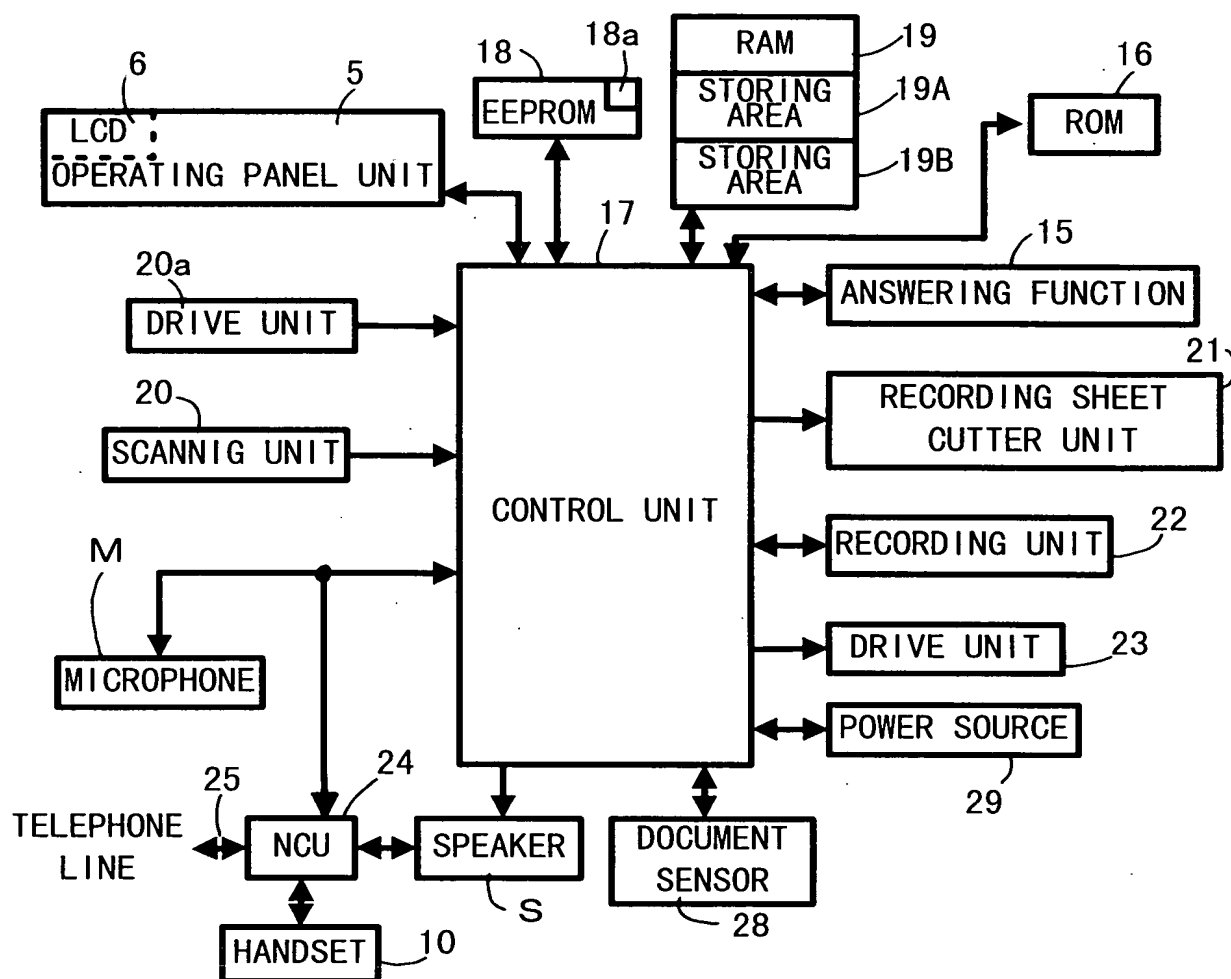 6
5
LCD
OPERATING PANEL UNIT
18
18a
EEPROM
RAM
19
STORING
AREA
19A
STORING
AREA
19B
16
ROM
17
CONTROL UNIT
20a
DRIVE UNIT
20
SCANNIG UNIT
M
MICROPHONE
15
ANSWERING FUNCTION
21
RECORDING SHEET
CUTTER UNIT
RECORDING UNIT
22
DRIVE UNIT
23
POWER SOURCE
29
TELEPHONE
LINE
25
24
NCU
SPEAKER
S
DOCUMENT
SENSOR
28
HANDSET
10